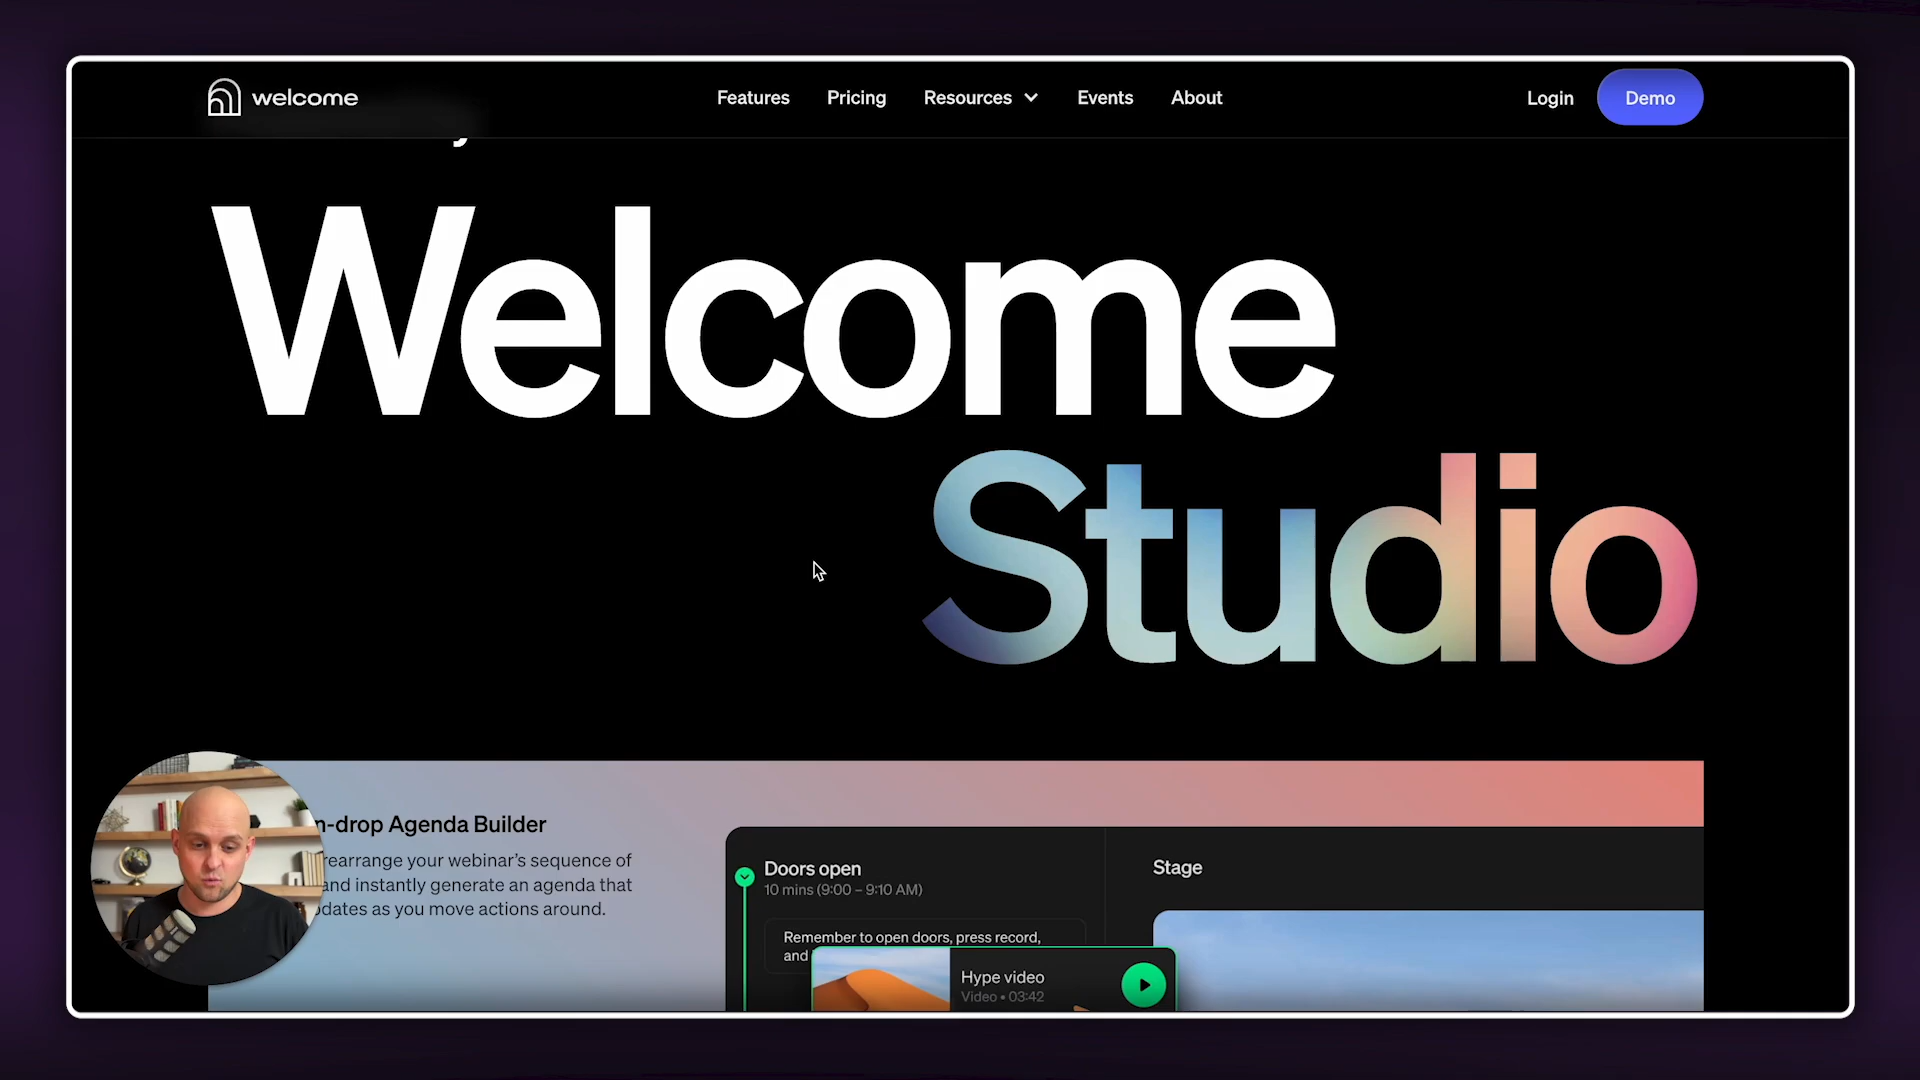 welcome
Features
Pricing
Resources
Events
About
Login
Demo
Welcome
Studio
n-drop Agenda Builder
rearrange your webinar's sequence of
and instantly generate an agenda that
dates as you move actions around.
Doors open
10 mins (9:00 – 9:10 AM)
Remember to open doors, press record,
and
Hype video
Video • 03:42
Stage